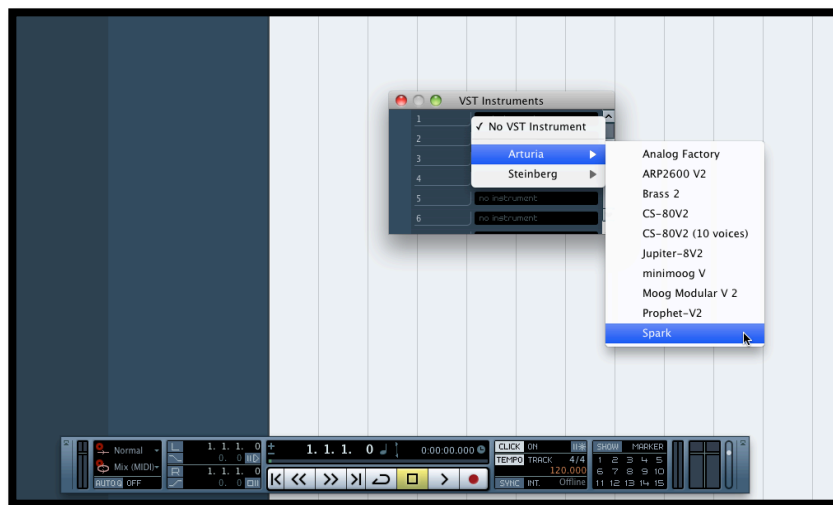 VST Instruments
1
✓ No VST Instrument
2
3
Arturia
4
Steinberg
5 no instrument
6 no instrument
Analog Factory
ARP2600 V2
Brass 2
CS-80V2
CS-80V2 (10 voices)
Jupiter-8V2
minimoog V
Moog Modular V 2
Prophet-V2
Spark
Normal
Mix (MIDI)
AUTO Q OFF
L 1. 1. 1. 0
0. 0
R 1. 1. 1. 0
0. 0
1. 1. 1. 0
0:00:00.000
CLICK ON
TEMPO TRACK 4/4
120.000
SYNC INT. Offline
SHOW MARKER
1 2 3 4 5
6 7 8 9 10
11 12 13 14 15